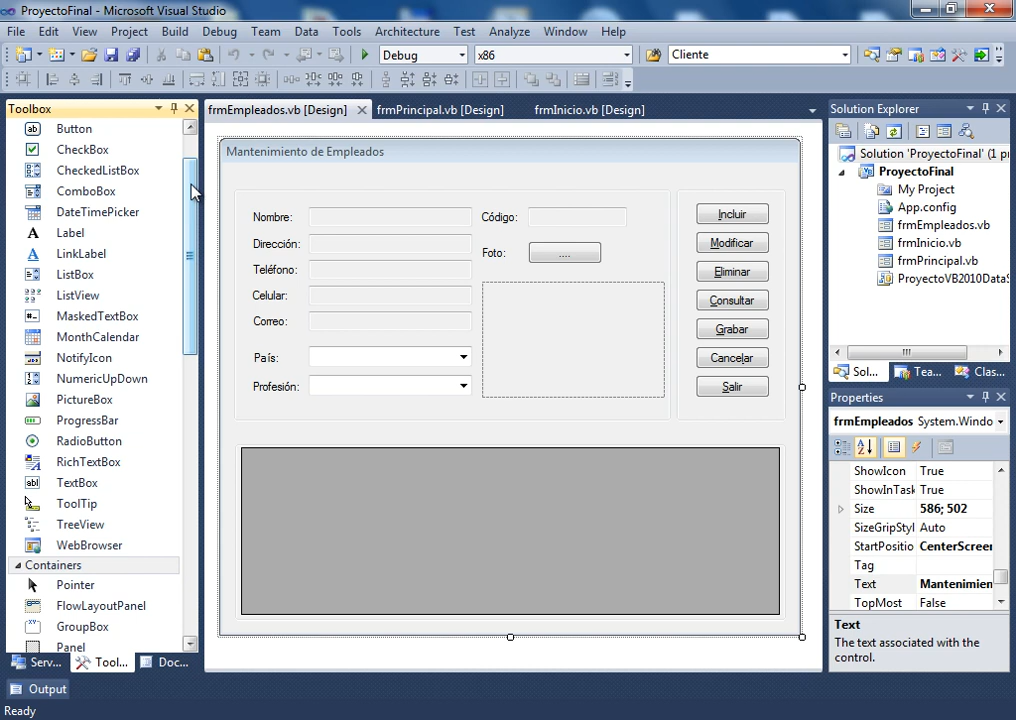 ProyectoFinal - Microsoft Visual Studio
File Edit View Project Build Debug Team Data Tools Architecture Test Analyze Window Help
Debug x86 Cliente
Toolbox
Button
CheckBox
CheckedListBox
ComboBox
DateTimePicker
Label
LinkLabel
ListBox
ListView
MaskedTextBox
MonthCalendar
NotifyIcon
NumericUpDown
PictureBox
ProgressBar
RadioButton
RichTextBox
TextBox
ToolTip
TreeView
WebBrowser
Containers
Pointer
FlowLayoutPanel
GroupBox
Panel
Serv... Tool... Doc...
Output
Ready
frmEmpleados.vb [Design] frmPrincipal.vb [Design] frmInicio.vb [Design]
Mantenimiento de Empleados
Nombre: Código:
Dirección:
Foto: ....
Teléfono:
Celular:
Correo:
País:
Profesión:
Incluir
Modificar
Eliminar
Consultar
Grabar
Cancelar
Salir
Solution Explorer
Solution 'ProyectoFinal' (1 pr
ProyectoFinal
My Project
App.config
frmEmpleados.vb
frmInicio.vb
frmPrincipal.vb
ProyectoVB2010DataS
Sol... Tea... Clas...
Properties
frmEmpleados System.Windo
ShowIcon True
ShowInTask True
Size 586; 502
SizeGripStyl Auto
StartPositio CenterScreen
Tag
Text Mantenimien
TopMost False
Text
The text associated with the
control.